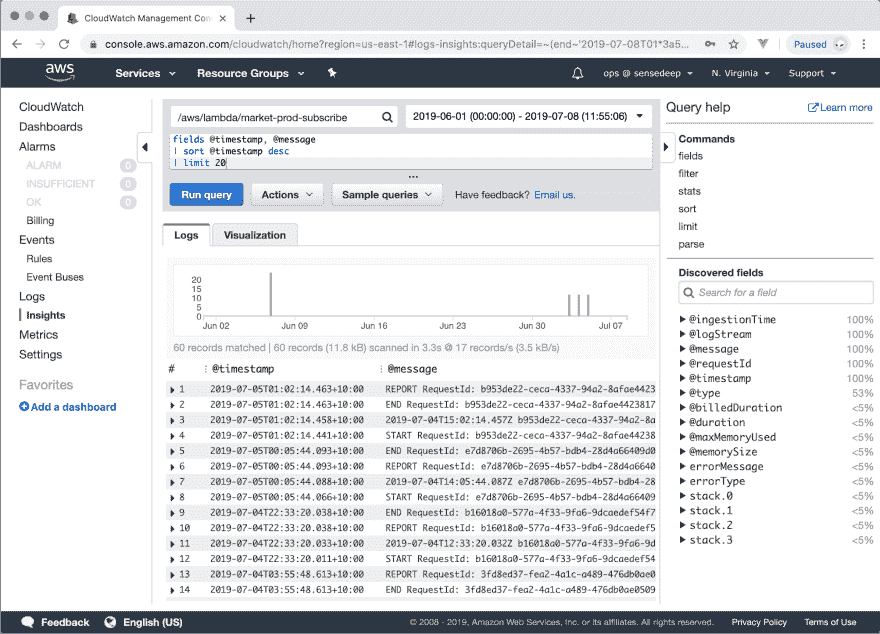 CloudWatch Management Con
console.aws.amazon.com/cloudwatch/home?region=us-east-1#logs-insights:queryDetail=~(end~'2019-07-08T01*3a5...
Paused
aws
Services
Resource Groups
ops @ sensedeep
N. Virginia
Support
CloudWatch
Dashboards
Alarms
ALARM 0
INSUFFICIENT 0
OK 0
Billing
Events
Rules
Event Buses
Logs
Insights
Metrics
Settings
Favorites
Add a dashboard
/aws/lambda/market-prod-subscribe
2019-06-01 (00:00:00) - 2019-07-08 (11:55:06)
fields @timestamp, @message
| sort @timestamp desc
| limit 20
Run query
Actions
Sample queries
Have feedback? Email us.
Logs
Visualization
20
15
10
5
0
Jun 02 Jun 09 Jun 16 Jun 23 Jun 30 Jul 07
60 records matched | 60 records (11.8 kB) scanned in 3.3s @ 17 records/s (3.5 kB/s)
# @timestamp @message
1 2019-07-05T01:02:14.463+10:00 REPORT RequestId: b953de22-ceca-4337-94a2-8afae4423
2 2019-07-05T01:02:14.463+10:00 END RequestId: b953de22-ceca-4337-94a2-8afae4423817
3 2019-07-05T01:02:14.458+10:00 2019-07-04T15:02:14.457Z b953de22-ceca-4337-94a2-8a
4 2019-07-05T01:02:14.441+10:00 START RequestId: b953de22-ceca-4337-94a2-8afae44238
5 2019-07-05T00:05:44.093+10:00 END RequestId: e7d8706b-2695-4b57-bdb4-28d4a66409d0
6 2019-07-05T00:05:44.093+10:00 REPORT RequestId: e7d8706b-2695-4b57-bdb4-28d4a6640
7 2019-07-05T00:05:44.088+10:00 2019-07-04T14:05:44.087Z e7d8706b-2695-4b57-bdb4-28
8 2019-07-05T00:05:44.066+10:00 START RequestId: e7d8706b-2695-4b57-bdb4-28d4a66409
9 2019-07-04T22:33:20.038+10:00 END RequestId: b16018a0-577a-4f33-9fa6-9dcaedef54f7
10 2019-07-04T22:33:20.038+10:00 REPORT RequestId: b16018a0-577a-4f33-9fa6-9dcaedef5
11 2019-07-04T22:33:20.033+10:00 2019-07-04T12:33:20.032Z b16018a0-577a-4f33-9fa6-9d
12 2019-07-04T22:33:20.011+10:00 START RequestId: b16018a0-577a-4f33-9fa6-9dcaedef54
13 2019-07-04T03:55:48.613+10:00 REPORT RequestId: 3fd8ed37-fea2-4a1c-a489-476db0ae0
14 2019-07-04T03:55:48.613+10:00 END RequestId: 3fd8ed37-fea2-4a1c-a489-476db0ae0509
Query help
Learn more
Commands
fields
filter
stats
sort
limit
parse
Discovered fields
Search for a field
@ingestionTime 100%
@logStream 100%
@message 100%
@requestId 100%
@timestamp 100%
@type 53%
@billedDuration <5%
@duration <5%
@maxMemoryUsed <5%
@memorySize <5%
errorMessage <5%
errorType <5%
stack.0 <5%
stack.1 <5%
stack.2 <5%
stack.3 <5%
Feedback
English (US)
© 2008 - 2019, Amazon Web Services, Inc. or its affiliates. All rights reserved.
Privacy Policy
Terms of Use